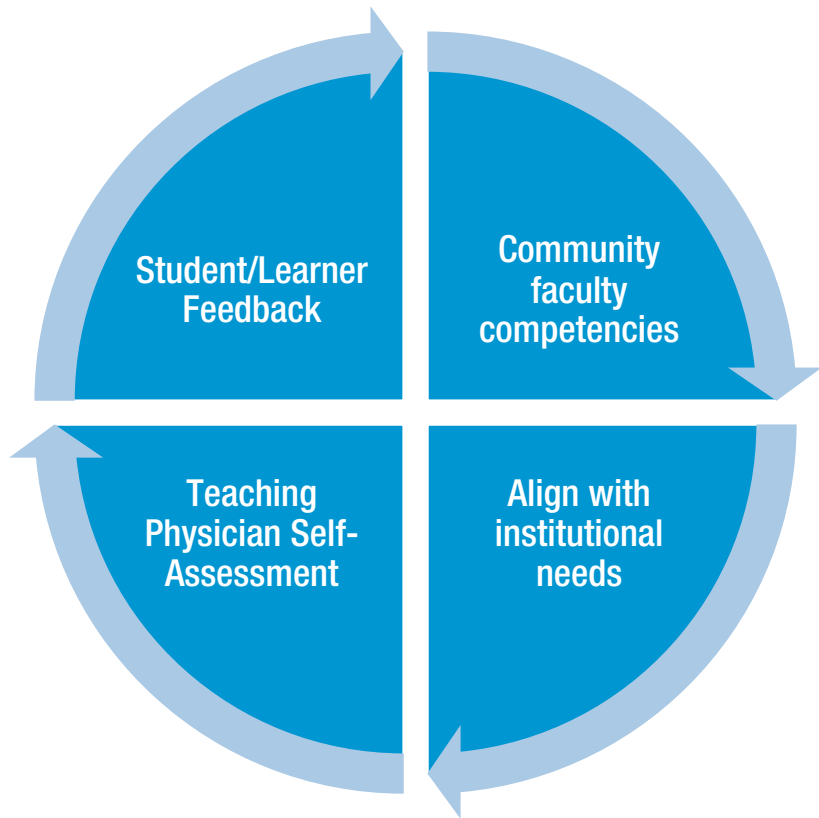 Student/Learner
Feedback
Community
faculty
competencies
Teaching
Physician Self-
Assessment
Align with
institutional
needs